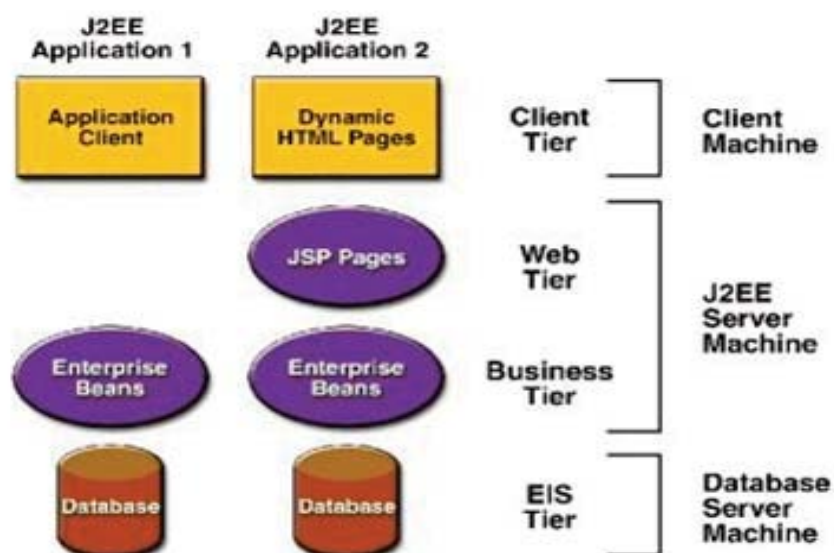 J2EE
Application 1
J2EE
Application 2
Application
Client
Dynamic
HTML Pages
Client
Tier
Client
Machine
JSP Pages
Web
Tier
J2EE
Server
Machine
Enterprise
Beans
Enterprise
Beans
Business
Tier
Database
Database
EIS
Tier
Database
Server
Machine